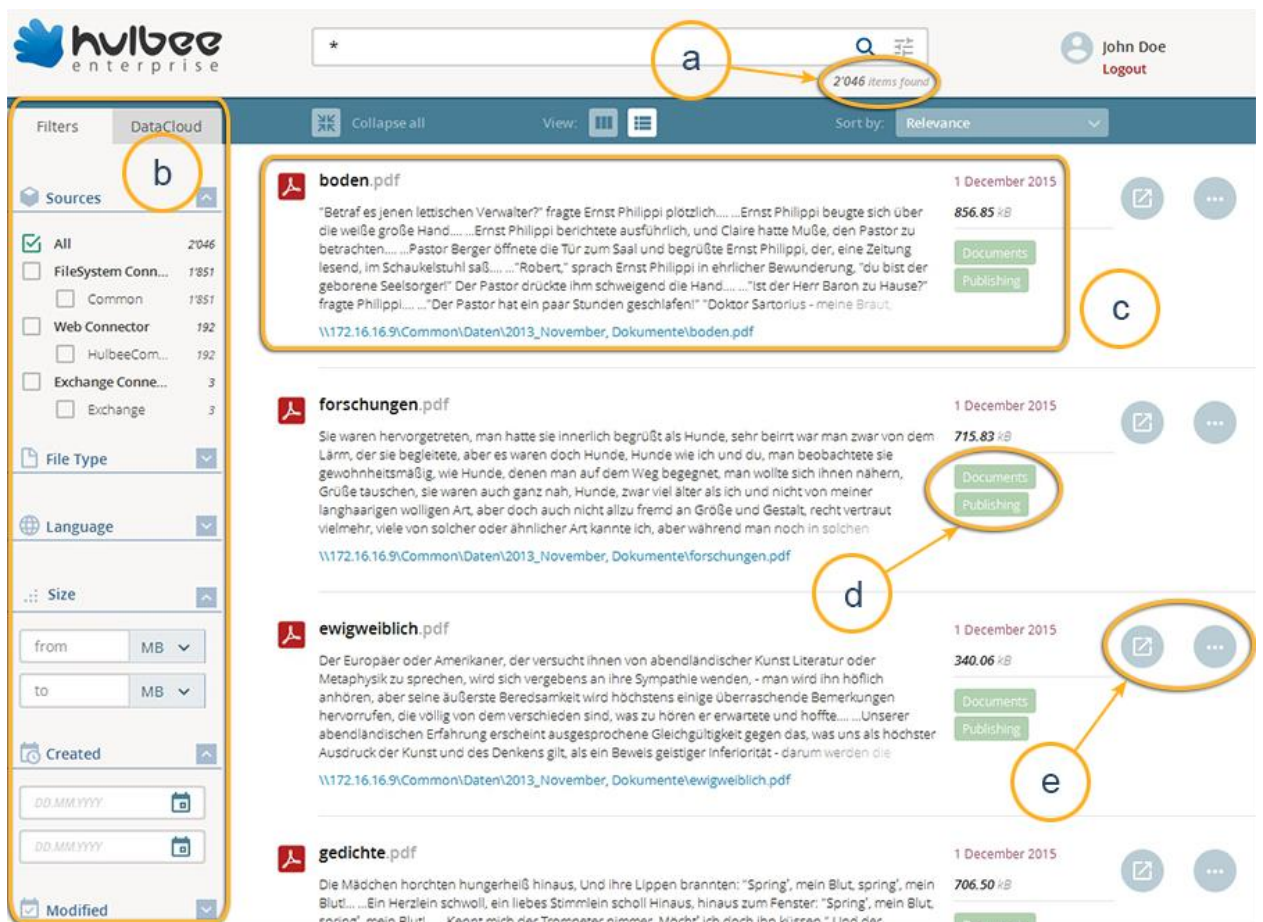 hulbee
enterprise
*
a
2'046 items found
John Doe
Logout
Filters
DataCloud
b
Sources
All 2'046
FileSystem Conn... 1'851
Common 1'851
Web Connector 192
HulbeeCom... 192
Exchange Conne... 3
Exchange 3
File Type
Language
Size
from MB
to MB
Created
DD.MM.YYYY
DD.MM.YYYY
Modified
Collapse all
View:
Sort by: Relevance
boden.pdf
"Betraf es jenen lettischen Verwalter?" fragte Ernst Philippi plötzlich.... ...Ernst Philippi beugte sich über
die weiße große Hand.... ...Ernst Philippi berichtete ausführlich, und Claire hatte Muße, den Pastor zu
betrachten.... ...Pastor Berger öffnete die Tür zum Saal und begrüßte Ernst Philippi, der, eine Zeitung
lesend, im Schaukelstuhl saß.... ..."Robert," sprach Ernst Philippi in ehrlicher Bewunderung, "du bist der
geborene Seelsorger!" Der Pastor drückte ihm schweigend die Hand.... ..."Ist der Herr Baron zu Hause?"
fragte Philippi.... ..."Der Pastor hat ein paar Stunden geschlafen!" "Doktor Sartorius - meine Braut,
\\172.16.16.9\Common\Daten\2013_November, Dokumente\boden.pdf
1 December 2015
856.85 kB
Documents
Publishing
c
forschungen.pdf
Sie waren hervorgetreten, man hatte sie innerlich begrüßt als Hunde, sehr beirrt war man zwar von dem
Lärm, der sie begleitete, aber es waren doch Hunde, Hunde wie ich und du, man beobachtete sie
gewohnheitsmäßig, wie Hunde, denen man auf dem Weg begegnet, man wollte sich ihnen nähern,
Grüße tauschen, sie waren auch ganz nah, Hunde, zwar viel älter als ich und nicht von meiner
langhaarigen wolligen Art, aber doch auch nicht allzu fremd an Größe und Gestalt, recht vertraut
vielmehr, viele von solcher oder ähnlicher Art kannte ich, aber während man noch in solchen
\\172.16.16.9\Common\Daten\2013_November, Dokumente\forschungen.pdf
1 December 2015
715.83 kB
Documents
Publishing
d
ewigweiblich.pdf
Der Europäer oder Amerikaner, der versucht ihnen von abendländischer Kunst Literatur oder
Metaphysik zu sprechen, wird sich vergebens an ihre Sympathie wenden, - man wird ihn höflich
anhören, aber seine äußerste Beredsamkeit wird höchstens einige überraschende Bemerkungen
hervorrufen, die völlig von dem verschieden sind, was zu hören er erwartete und hoffte.... ...Unserer
abendländischen Erfahrung erscheint ausgesprochene Gleichgültigkeit gegen das, was uns als höchster
Ausdruck der Kunst und des Denkens gilt, als ein Beweis geistiger Inferiorität - darum werden die
\\172.16.16.9\Common\Daten\2013_November, Dokumente\ewigweiblich.pdf
1 December 2015
340.06 kB
Documents
Publishing
e
gedichte.pdf
Die Mädchen horchten hungerheiß hinaus, Und ihre Lippen brannten: "Spring', mein Blut, spring', mein
Blut!... ...Ein Herzlein schwoll, ein liebes Stimmlein scholl Hinaus, hinaus zum Fenster: "Spring', mein Blut,
spring', mein Blut! ... ...Kennt mich der Trompeter nimmer, Möcht' ich doch ihn küssen." Und der
1 December 2015
706.50 kB